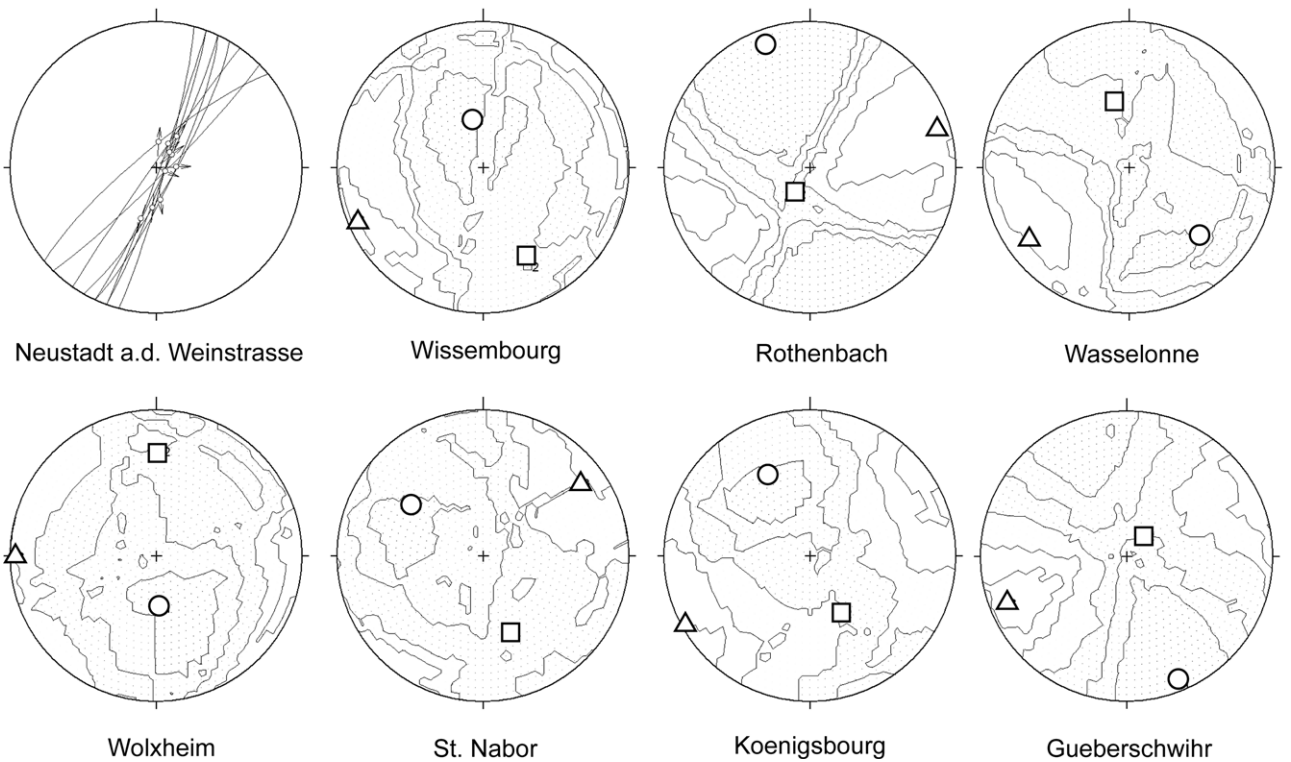 Neustadt a.d. Weinstrasse
Wissembourg
Rothenbach
Wasselonne
Wolxheim
St. Nabor
Koenigsbourg
Gueberschwihr